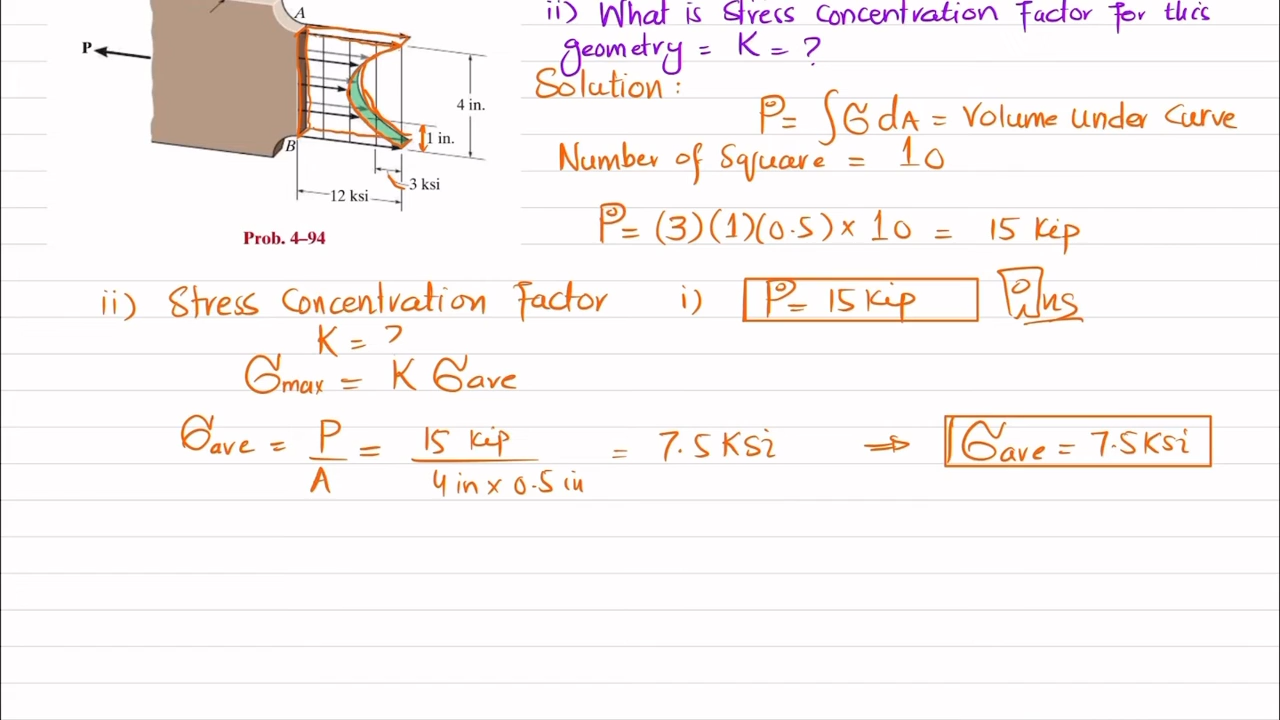 ii) What is Stress Concentration Factor for this
geometry = K = ?
A
P
4 in.
1 in.
B
3 ksi
12 ksi
Prob. 4–94
Solution :
P = ∫σ dA = Volume under Curve
Number of Square = 10
P = (3)(1)(0.5) × 10 = 15 Kip
ii) Stress Concentration Factor
K = ?
i) P = 15 Kip Ans
σmax = K σave
σave = P/A = 15 kip / 4 in x 0.5 in = 7.5 KSi ⇒ σave = 7.5 KSi